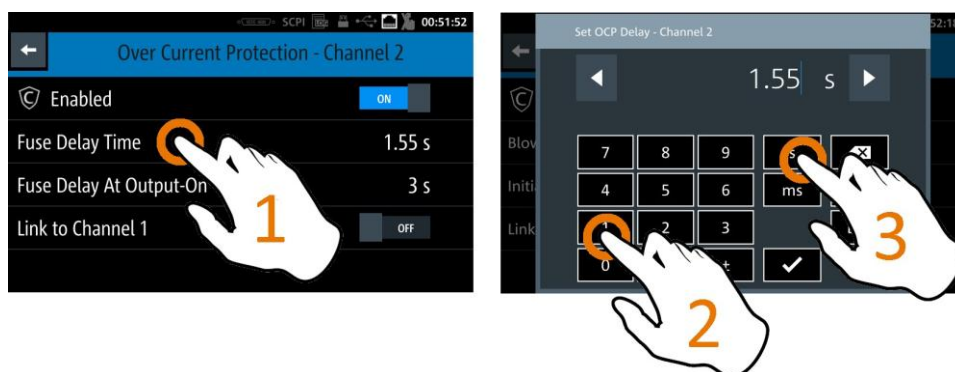 SCPI 00:51:52
Over Current Protection - Channel 2
Enabled ON
Fuse Delay Time 1.55 s
Fuse Delay At Output-On 3 s
Link to Channel 1 OFF
1
Set OCP Delay - Channel 2
1.55 s
7 8 9 s
4 5 6 ms
1 2 3
0 ±
Link
2
3